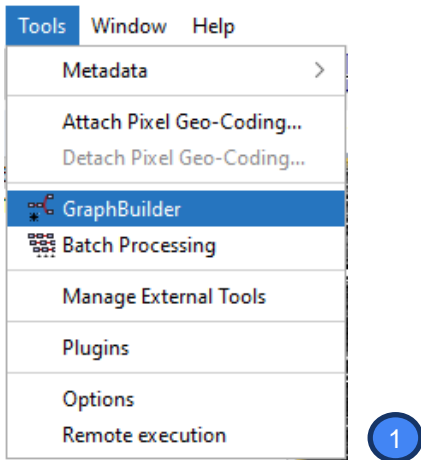 Tools Window Help
Metadata >
Attach Pixel Geo-Coding...
Detach Pixel Geo-Coding...
GraphBuilder
Batch Processing
Manage External Tools
Plugins
Options
Remote execution
1